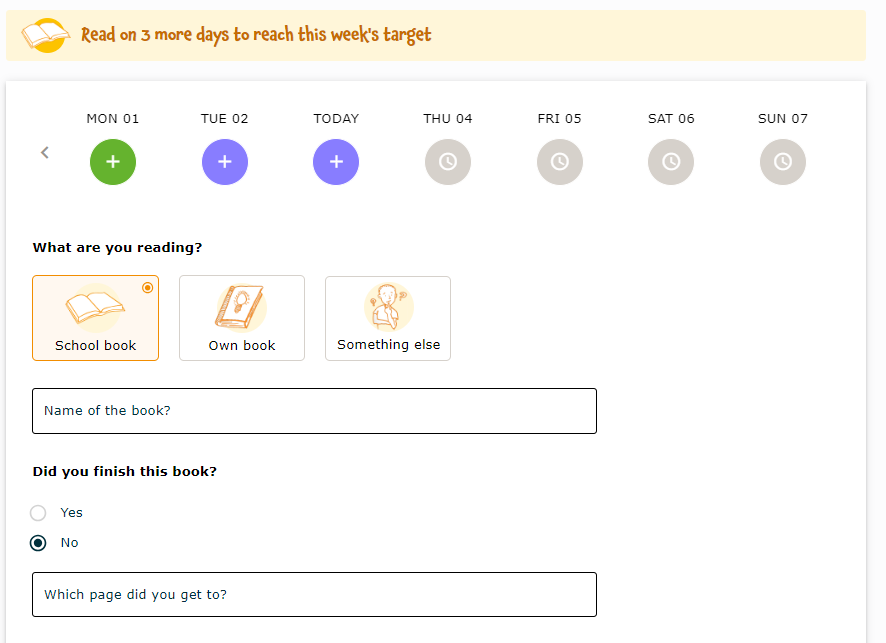 Read on 3 more days to reach this week's target
MON 01 TUE 02 TODAY THU 04 FRI 05 SAT 06 SUN 07
What are you reading?
School book Own book Something else
Name of the book?
Did you finish this book?
Yes
No
Which page did you get to?